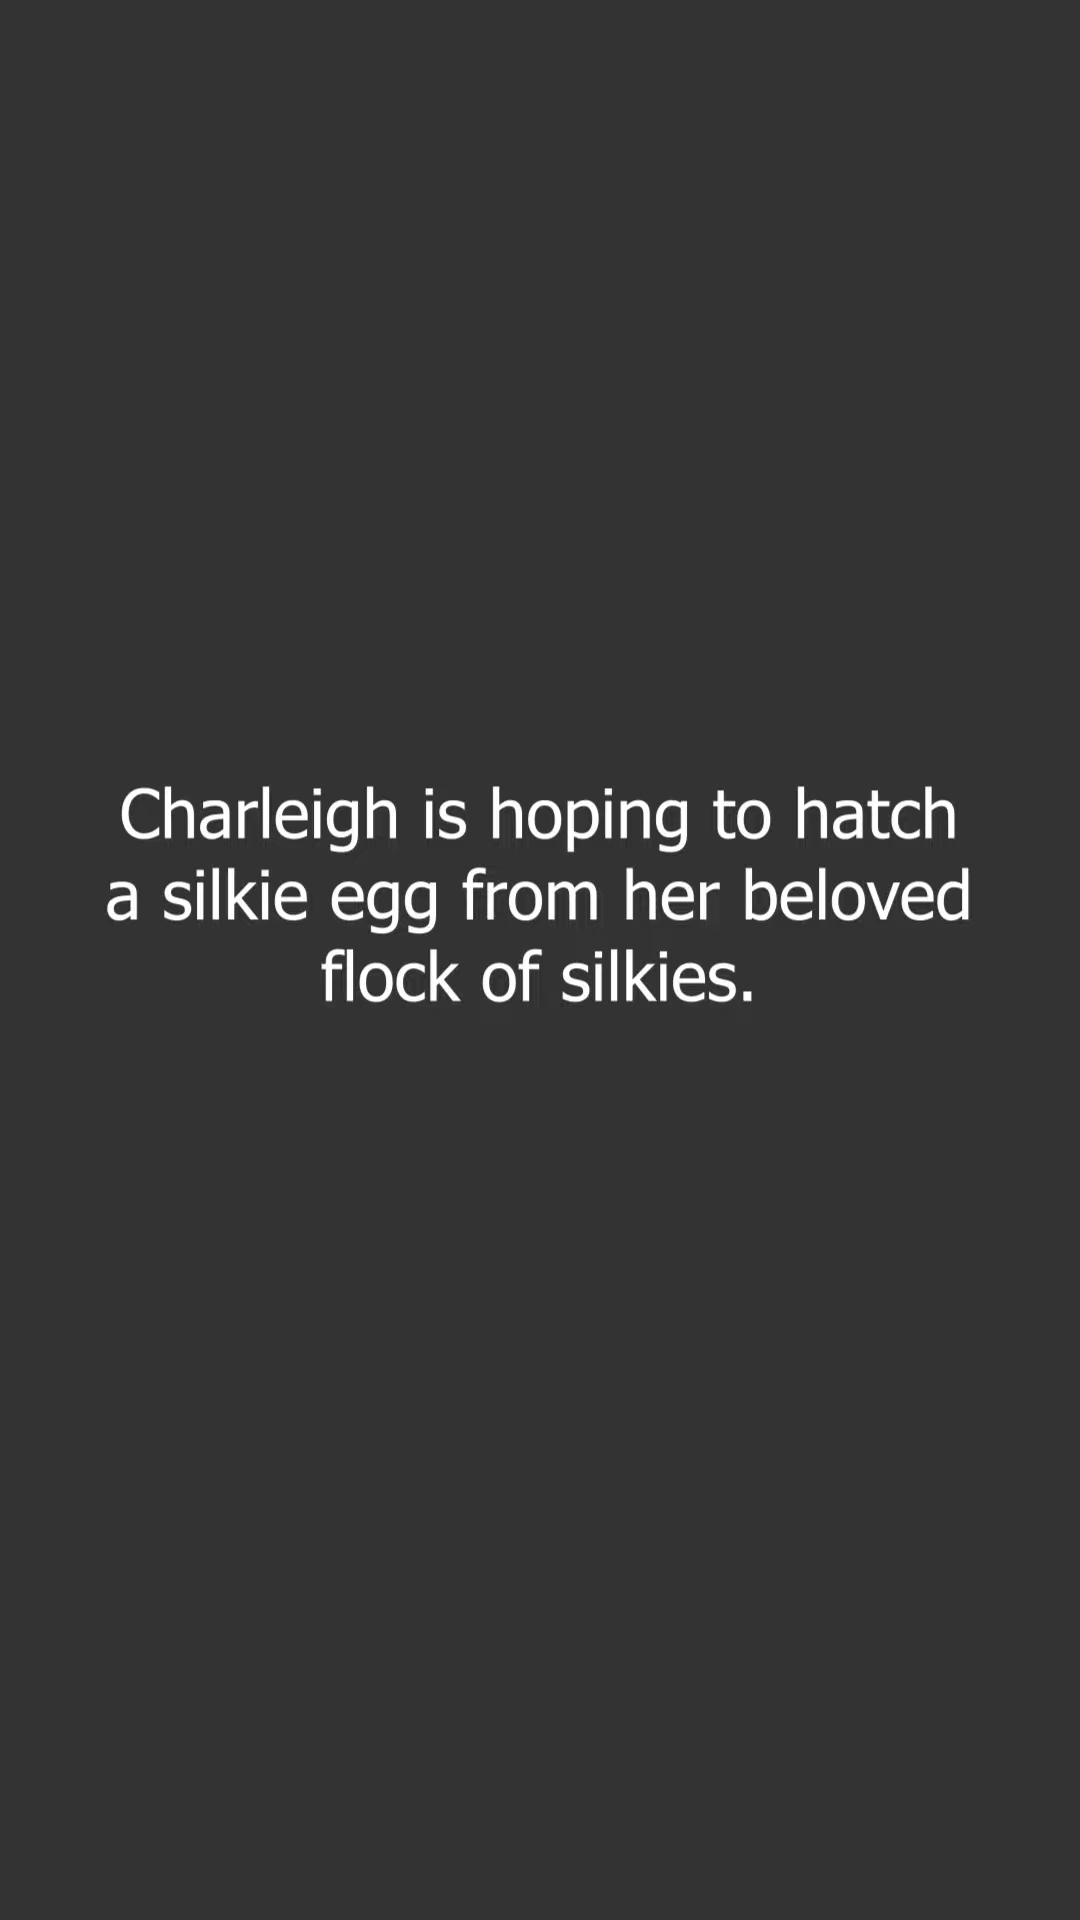 Charleigh is hoping to hatch
a silkie egg from her beloved
flock of silkies.